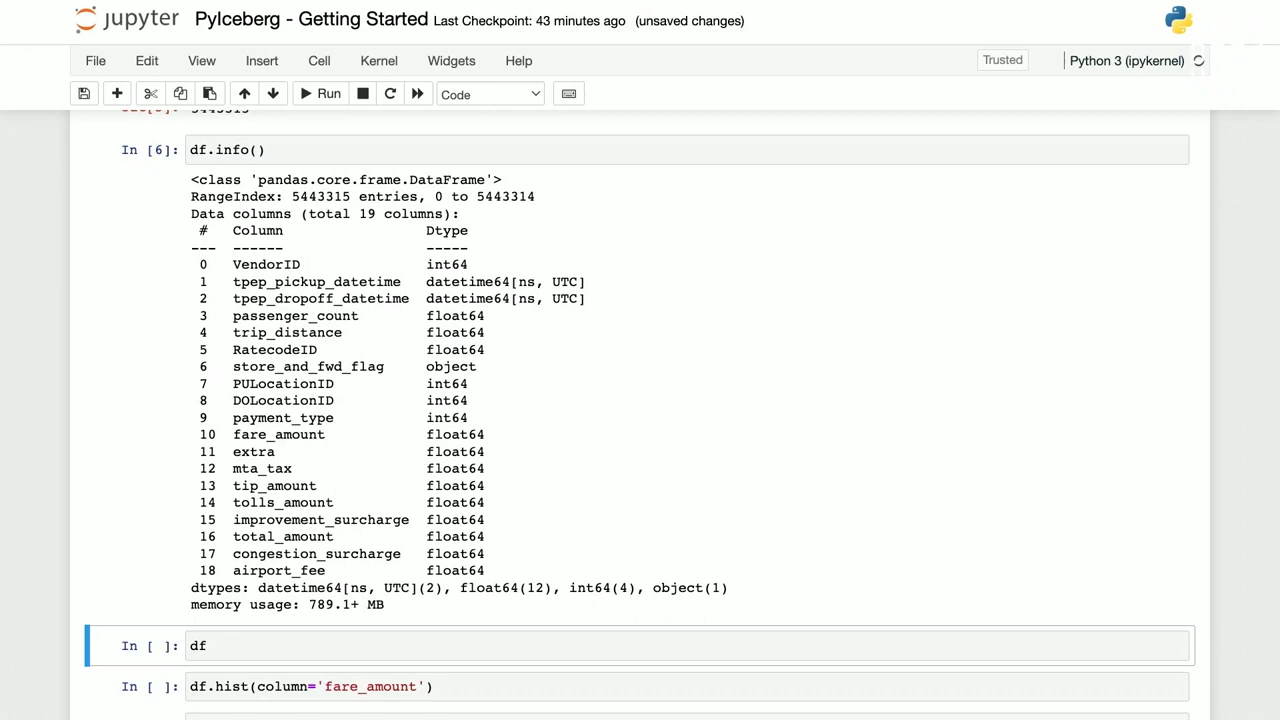 jupyter PyIceberg - Getting Started Last Checkpoint: 43 minutes ago (unsaved changes)
File Edit View Insert Cell Kernel Widgets Help Trusted Python 3 (ipykernel)
Run Code
In [6]: df.info()
<class 'pandas.core.frame.DataFrame'>
RangeIndex: 5443315 entries, 0 to 5443314
Data columns (total 19 columns):
# Column Dtype
--- ------ -----
0 VendorID int64
1 tpep_pickup_datetime datetime64[ns, UTC]
2 tpep_dropoff_datetime datetime64[ns, UTC]
3 passenger_count float64
4 trip_distance float64
5 RatecodeID float64
6 store_and_fwd_flag object
7 PULocationID int64
8 DOLocationID int64
9 payment_type int64
10 fare_amount float64
11 extra float64
12 mta_tax float64
13 tip_amount float64
14 tolls_amount float64
15 improvement_surcharge float64
16 total_amount float64
17 congestion_surcharge float64
18 airport_fee float64
dtypes: datetime64[ns, UTC](2), float64(12), int64(4), object(1)
memory usage: 789.1+ MB
In [ ]: df
In [ ]: df.hist(column='fare_amount')